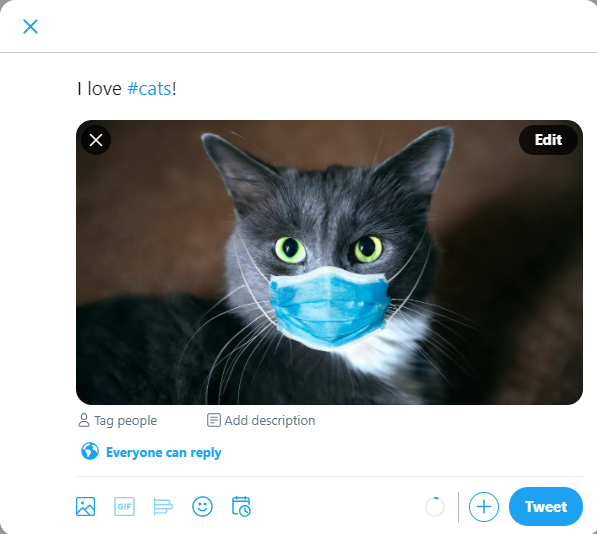 I love #cats!
Edit
Tag people Add description
Everyone can reply
GIF
Tweet